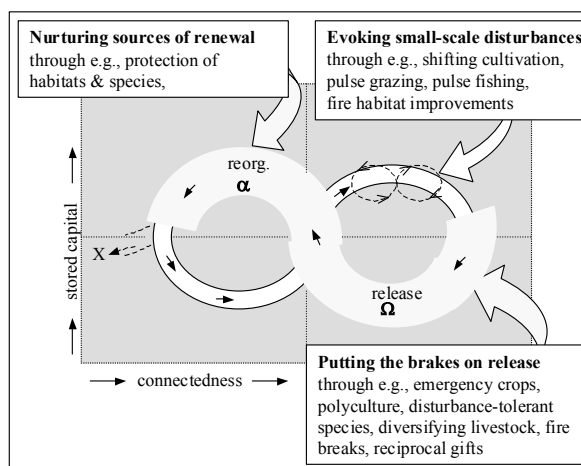 Nurturing sources of renewal
through e.g., protection of
habitats & species,
Evoking small-scale disturbances
through e.g., shifting cultivation,
pulse grazing, pulse fishing,
fire habitat improvements
reorg.
α
X
stored capital
release
Ω
connectedness
Putting the brakes on release
through e.g., emergency crops,
polyculture, disturbance-tolerant
species, diversifying livestock, fire
breaks, reciprocal gifts